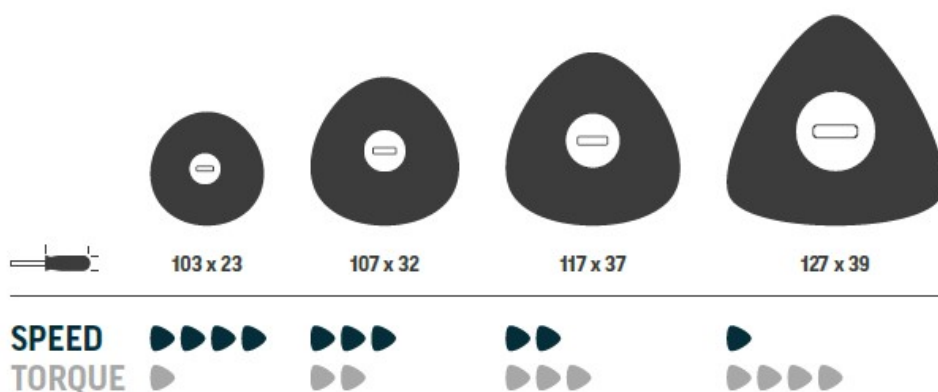 103 x 23
107 x 32
117 x 37
127 x 39
SPEED
TORQUE